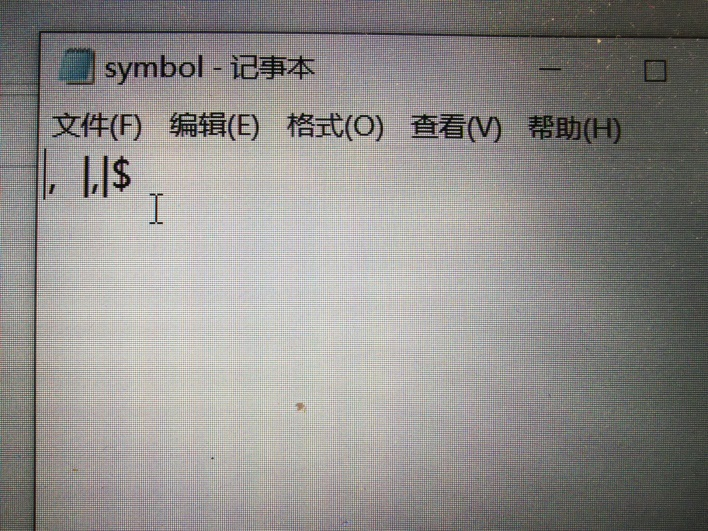 symbol - 记事本
文件(F) 编辑(E) 格式(O) 查看(V) 帮助(H)
, |,|$